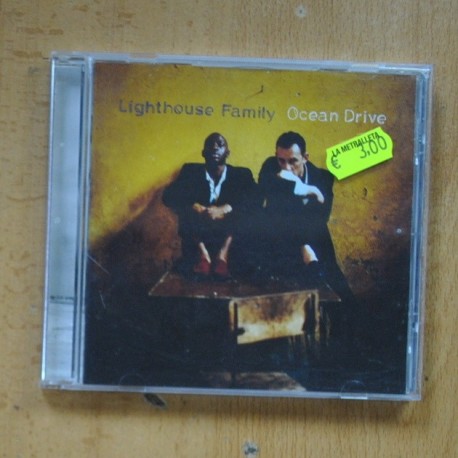 Lighthouse Family Ocean Drive
LA METRALLETA
€ 3,00